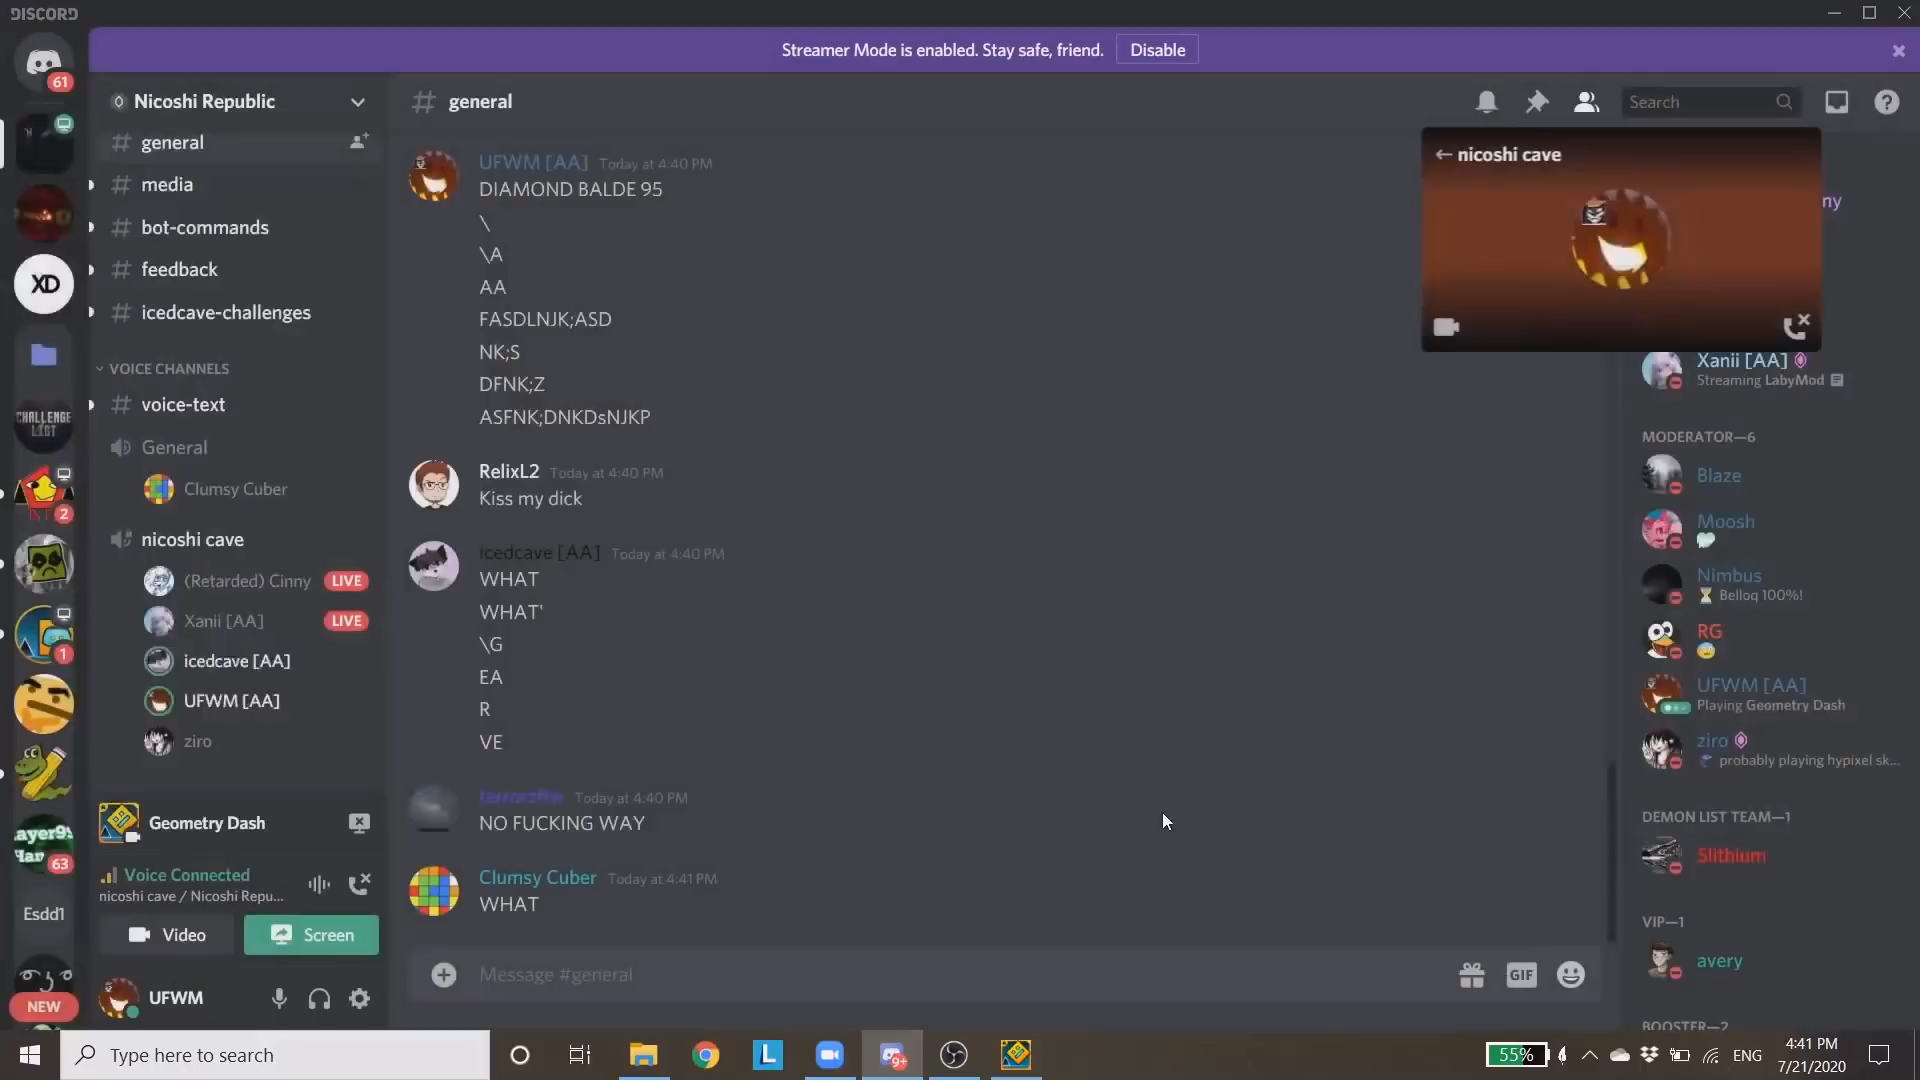 DISCORD
Streamer Mode is enabled. Stay safe, friend.
Disable
61
XD
CHALLENGE
LIST
2
1
63
Esdd1
NEW
Nicoshi Republic
general
media
bot-commands
feedback
icedcave-challenges
VOICE CHANNELS
voice-text
General
Clumsy Cuber
nicoshi cave
(Retarded) Cinny LIVE
Xanii [AA] LIVE
icedcave [AA]
UFWM [AA]
ziro
Geometry Dash
Voice Connected
nicoshi cave / Nicoshi Repu...
Video
Screen
UFWM
# general
Search
UFWM [AA] Today at 4:40 PM
DIAMOND BALDE 95
\
\A
AA
FASDLNJK;ASD
NK;S
DFNK;Z
ASFNK;DNKDsNJKP
RelixL2 Today at 4:40 PM
Kiss my dick
icedcave [AA] Today at 4:40 PM
WHAT
WHAT'
\G
EA
R
VE
Today at 4:40 PM
NO FUCKING WAY
Clumsy Cuber Today at 4:41 PM
WHAT
Message #general
GIF
← nicoshi cave
ny
Xanii [AA]
Streaming LabyMod
MODERATOR—6
Blaze
Moosh
Nimbus
Belloq 100%!
RG
UFWM [AA]
Playing Geometry Dash
ziro
probably playing hypixel sk...
DEMON LIST TEAM—1
Slithium
VIP—1
avery
BOOSTER—2
Type here to search
L
9+
55%
ENG
4:41 PM
7/21/2020